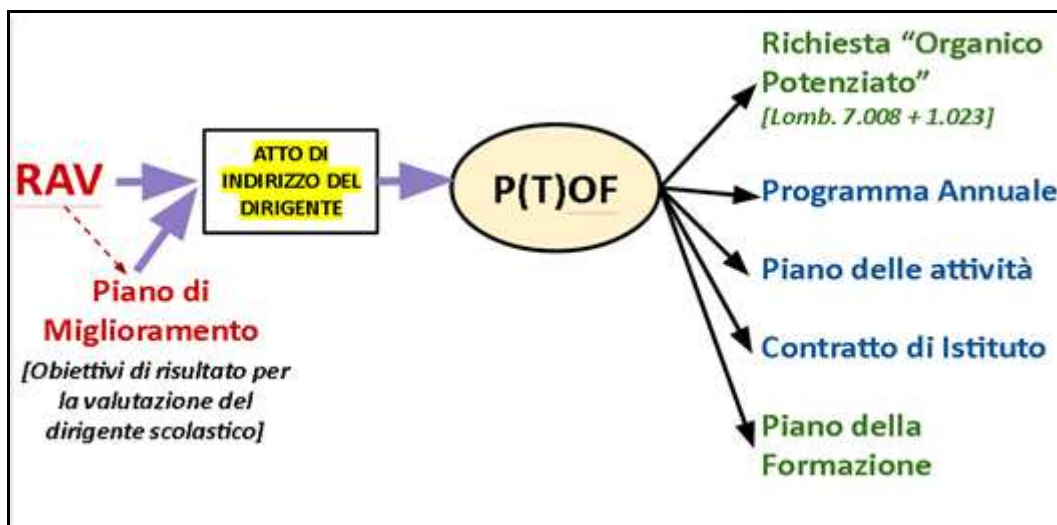 RAV
Piano di
Miglioramento
[Obiettivi di risultato per
la valutazione del
dirigente scolastico]
ATTO DI
INDIRIZZO DEL
DIRIGENTE
P(T)OF
Richiesta “Organico
Potenziato”
[Lomb. 7.008 + 1.023]
Programma Annuale
Piano delle attività
Contratto di Istituto
Piano della
Formazione